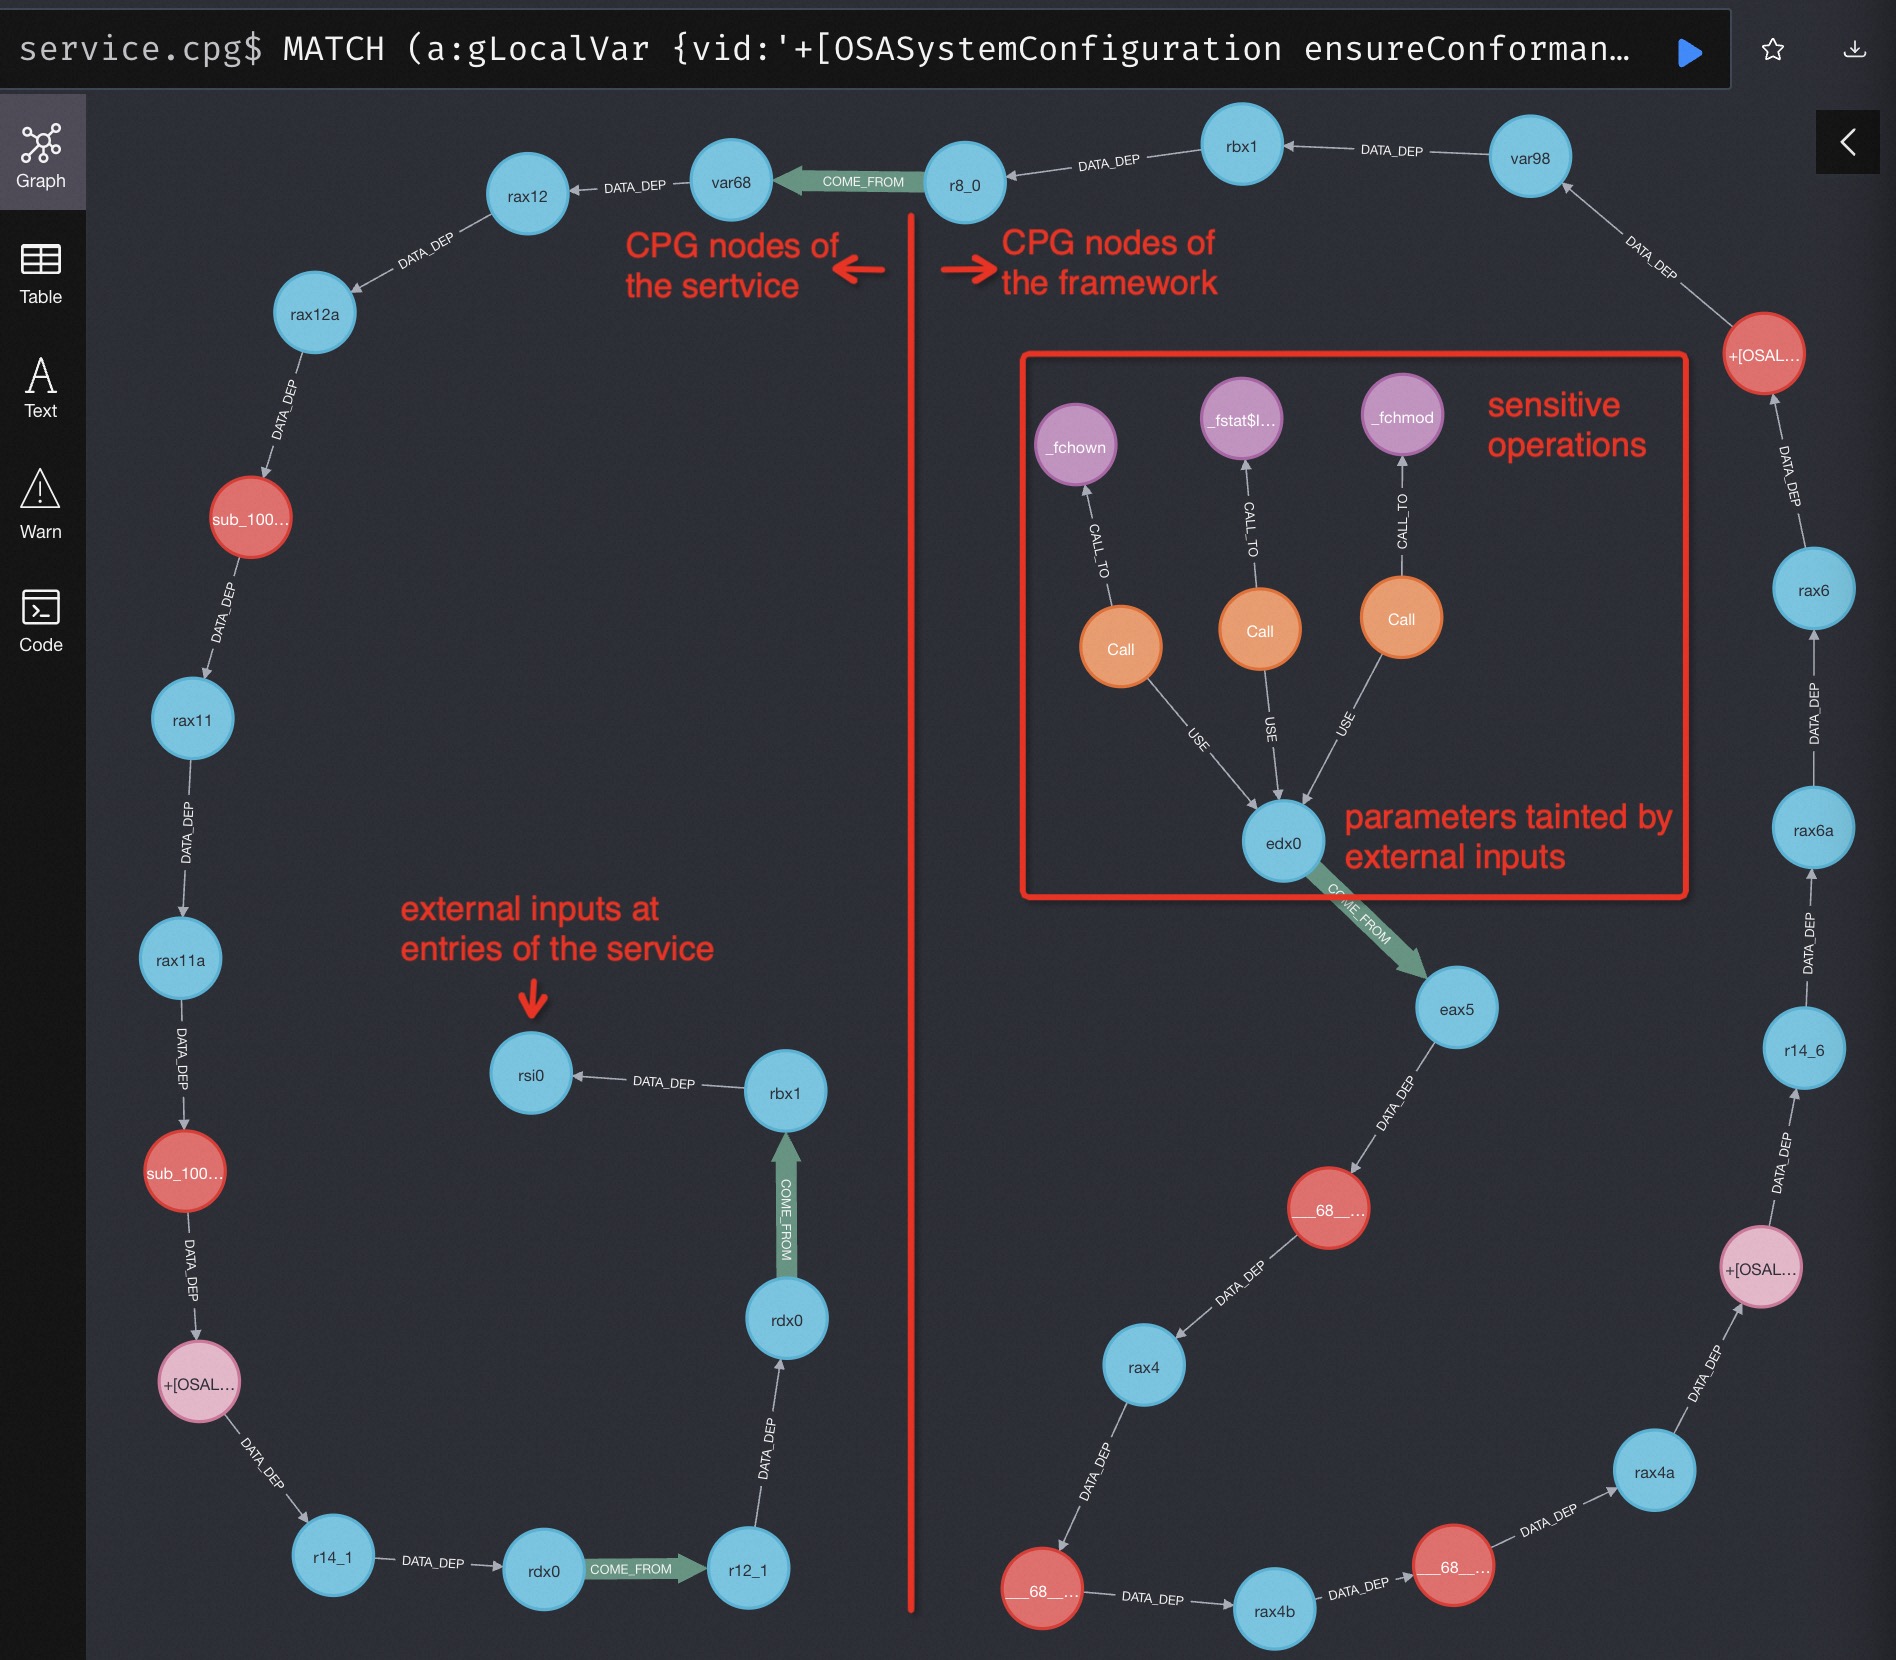 service.cpg$ MATCH (a:gLocalVar {vid:'+[OSASystemConfiguration ensureConforman…
Graph
Table
Text
Warn
Code
rax12
DATA_DEP
var68
COME_FROM
r8_0
DATA_DEP
rbx1
DATA_DEP
var98
CPG nodes of
the sertvice
CPG nodes of
the framework
DATA_DEP
DATA_DEP
rax12a
+[OSAL…
DATA_DEP
sensitive
operations
_fchown
_fstat$I…
_fchmod
DATA_DEP
sub_100…
CALL_TO
CALL_TO
CALL_TO
rax6
DATA_DEP
Call
Call
Call
rax11
USE
USE
USE
DATA_DEP
DATA_DEP
edx0
parameters tainted by
external inputs
rax6a
COME_FROM
external inputs at
entries of the service
DATA_DEP
rax11a
eax5
r14_6
DATA_DEP
rsi0
DATA_DEP
rbx1
DATA_DEP
DATA_DEP
sub_100…
___68__…
COME_FROM
DATA_DEP
DATA_DEP
+[OSAL…
rdx0
rax4
DATA_DEP
+[OSAL…
DATA_DEP
DATA_DEP
DATA_DEP
rax4a
r14_1
DATA_DEP
rdx0
COME_FROM
r12_1
DATA_DEP
___68__…
DATA_DEP
rax4b
DATA_DEP
___68__…